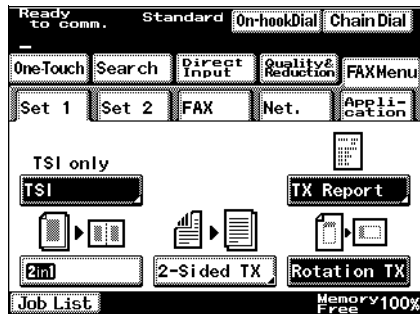 Ready to comm. Standard On-hookDial Chain Dial
One-Touch Search Direct Input Quality& Reduction FAXMenu
Set 1 Set 2 FAX Net. Appli-cation
TSI only
TSI TX Report
2in1 2-Sided TX Rotation TX
Job List Memory Free 100%